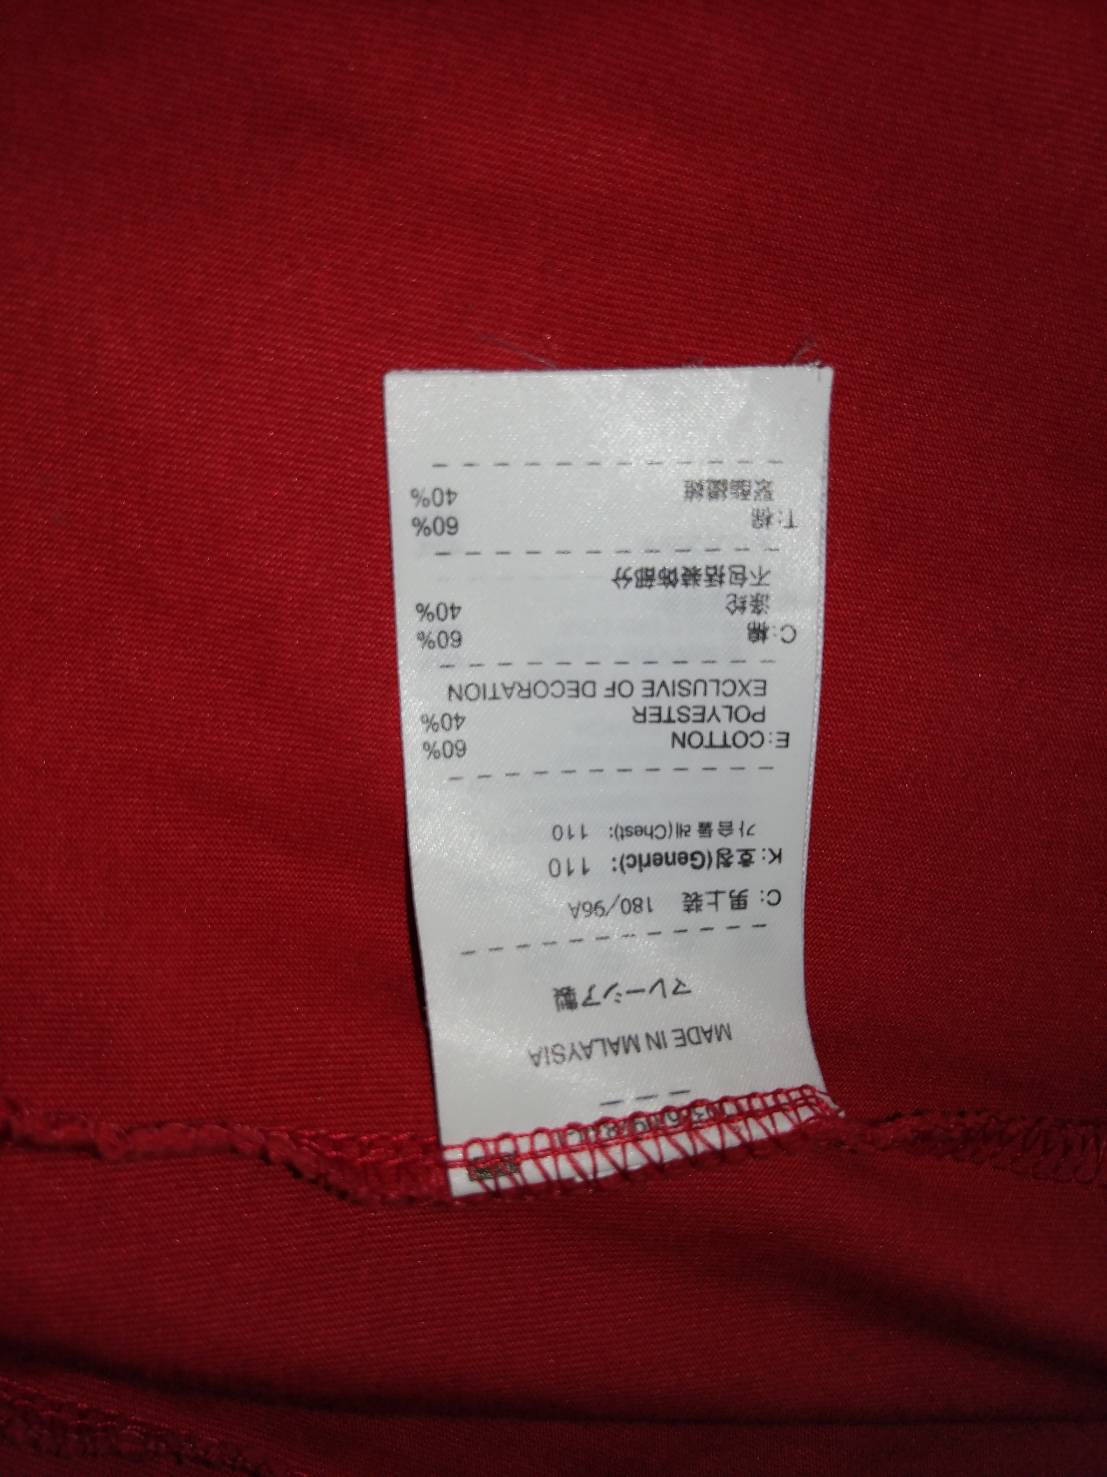 MADE IN MALAYSIA
マレーシア製
C: 男上装 180/96A
K: 호칭(Generic): 110
가슴둘레(Chest): 110
E: COTTON 60%
POLYESTER 40%
EXCLUSIVE OF DECORATION
C: 棉 60%
涤纶 40%
不包括装饰部分
T: 棉 60%
聚酯纖維 40%